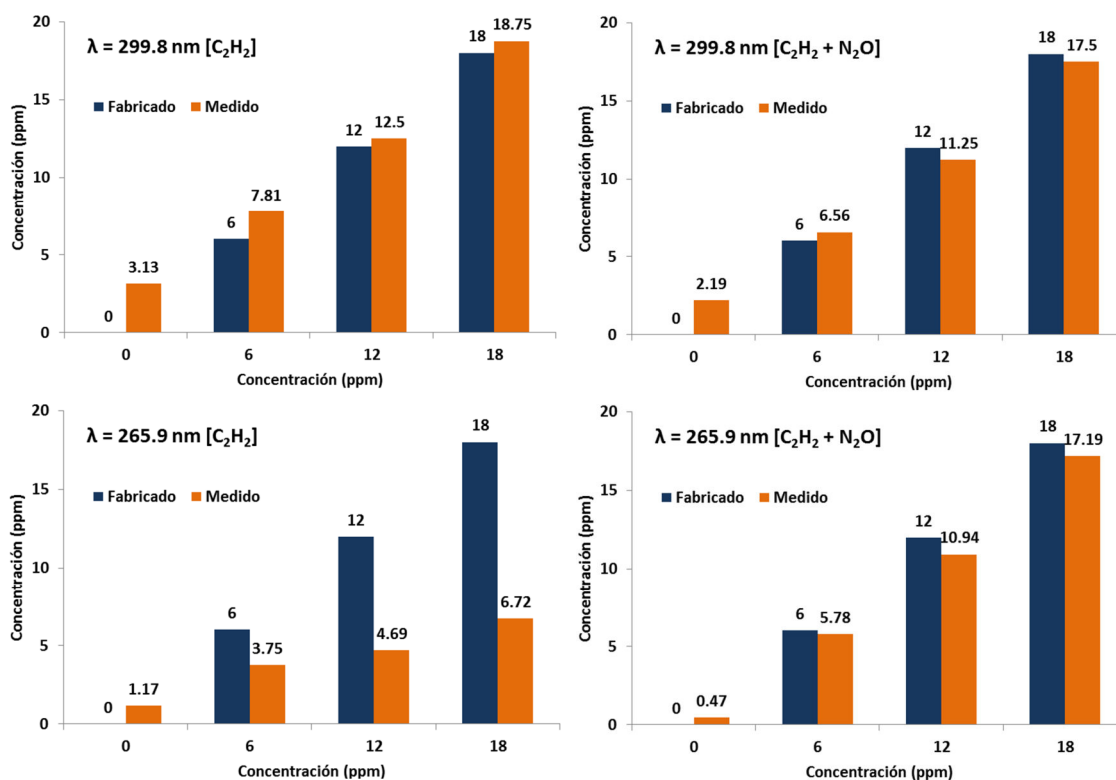 λ = 299.8 nm [C₂H₂]
Fabricado Medido
Concentración (ppm)
20
15
10
5
0
0 3.13
6 7.81
12 12.5
18 18.75
0 6 12 18
Concentración (ppm)
λ = 299.8 nm [C₂H₂ + N₂O]
Fabricado Medido
Concentración (ppm)
20
15
10
5
0
0 2.19
6 6.56
12 11.25
18 17.5
0 6 12 18
Concentración (ppm)
λ = 265.9 nm [C₂H₂]
Fabricado Medido
Concentración (ppm)
20
15
10
5
0
0 1.17
6 3.75
12 4.69
18 6.72
0 6 12 18
Concentración (ppm)
λ = 265.9 nm [C₂H₂ + N₂O]
Fabricado Medido
Concentración (ppm)
20
15
10
5
0
0 0.47
6 5.78
12 10.94
18 17.19
0 6 12 18
Concentración (ppm)